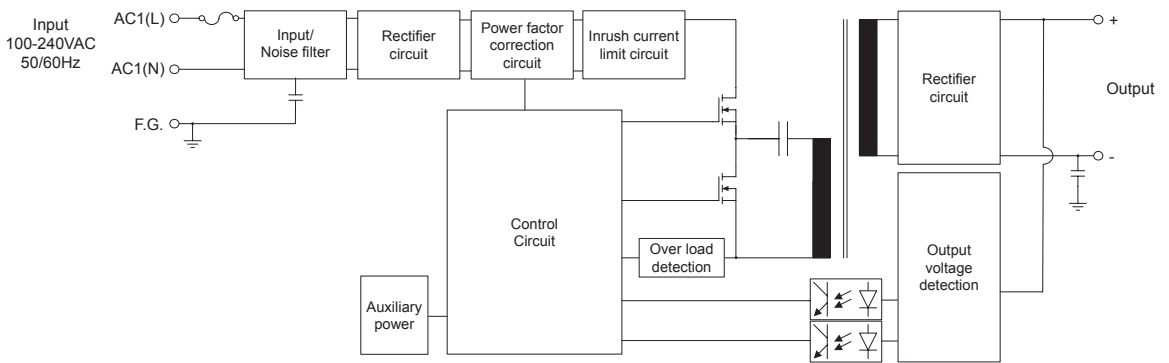 Input
100-240VAC
50/60Hz
AC1(L)
AC1(N)
F.G.
Input/
Noise filter
Rectifier
circuit
Power factor
correction
circuit
Inrush current
limit circuit
Rectifier
circuit
+
Output
-
Control
Circuit
Over load
detection
Output
voltage
detection
Auxiliary
power